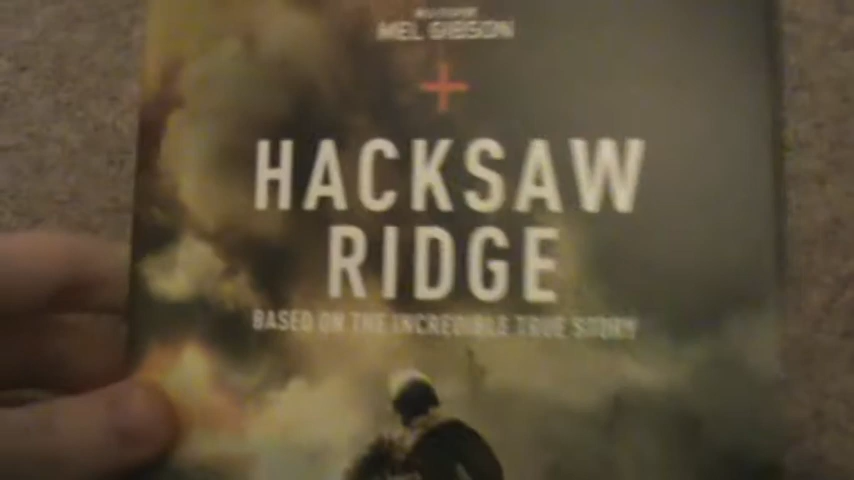 MEL GIBSON
HACKSAW
RIDGE
BASED ON THE INCREDIBLE TRUE STORY